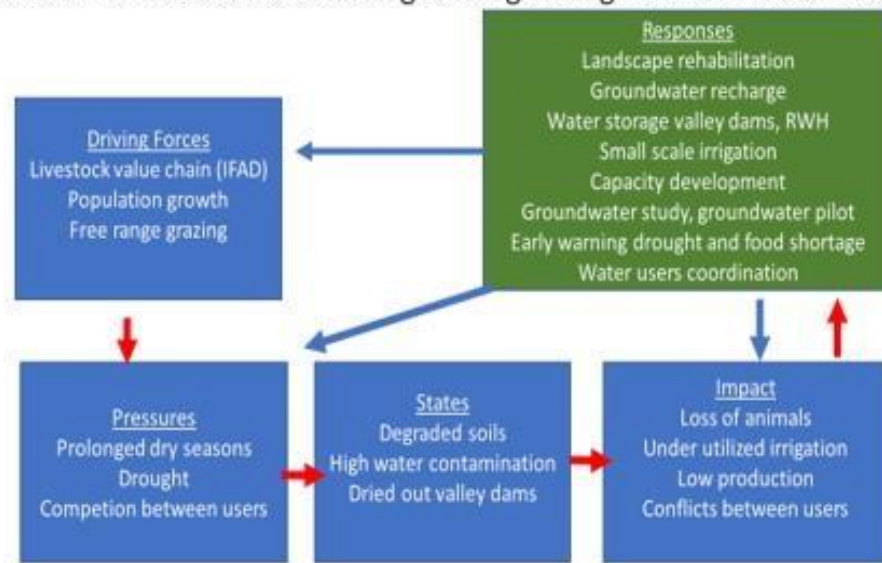 Responses
Landscape rehabilitation
Groundwater recharge
Water storage valley dams, RWH
Small scale irrigation
Capacity development
Groundwater study, groundwater pilot
Early warning drought and food shortage
Water users coordination
Driving Forces
Livestock value chain (IFAD)
Population growth
Free range grazing
Pressures
Prolonged dry seasons
Drought
Competion between users
States
Degraded soils
High water contamination
Dried out valley dams
Impact
Loss of animals
Under utilized irrigation
Low production
Conflicts between users